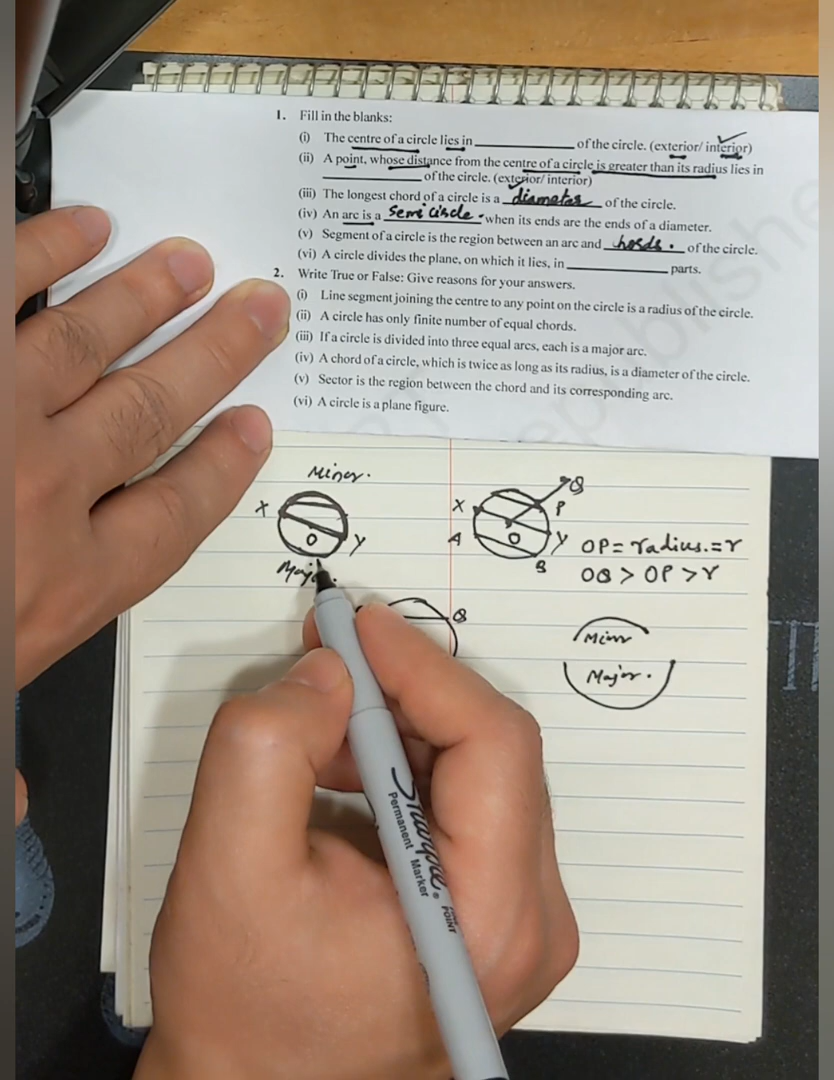 1. Fill in the blanks:
(i) The centre of a circle lies in __________ of the circle. (exterior/ interior)
(ii) A point, whose distance from the centre of a circle is greater than its radius lies in
__________ of the circle. (exterior/ interior)
(iii) The longest chord of a circle is a diameter of the circle.
(iv) An arc is a Semi circle when its ends are the ends of a diameter.
(v) Segment of a circle is the region between an arc and chords. of the circle.
(vi) A circle divides the plane, on which it lies, in __________ parts.
2. Write True or False: Give reasons for your answers.
(i) Line segment joining the centre to any point on the circle is a radius of the circle.
(ii) A circle has only finite number of equal chords.
(iii) If a circle is divided into three equal arcs, each is a major arc.
(iv) A chord of a circle, which is twice as long as its radius, is a diameter of the circle.
(v) Sector is the region between the chord and its corresponding arc.
(vi) A circle is a plane figure.
Minor.
X
O
Y
X
Q
P
A
O
Y
B
OP = radius. = r
OQ > OP > r
Q
Minor
Major.
Sharpie.
Permanent Marker
FINE POINT